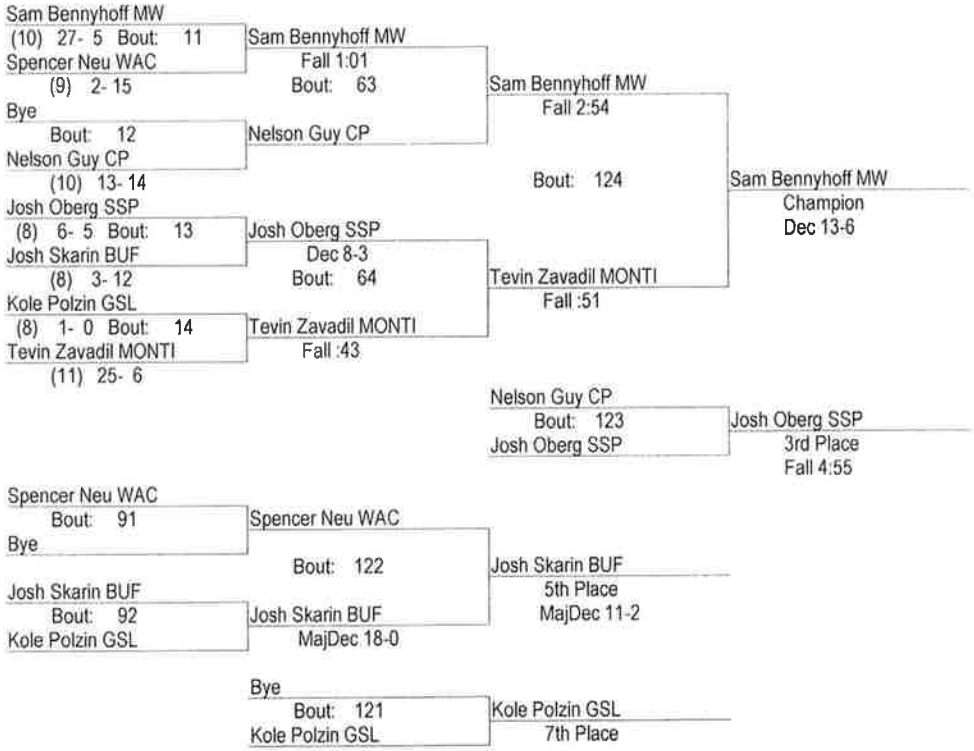 Sam Bennyhoff MW
(10) 27- 5 Bout: 11
Spencer Neu WAC
(9) 2- 15
Bye
Bout: 12
Nelson Guy CP
(10) 13- 14
Josh Oberg SSP
(8) 6- 5 Bout: 13
Josh Skarin BUF
(8) 3- 12
Kole Polzin GSL
(8) 1- 0 Bout: 14
Tevin Zavadil MONTI
(11) 25- 6
Sam Bennyhoff MW
Fall 1:01
Bout: 63
Nelson Guy CP
Josh Oberg SSP
Dec 8-3
Bout: 64
Tevin Zavadil MONTI
Fall :43
Sam Bennyhoff MW
Fall 2:54
Bout: 124
Tevin Zavadil MONTI
Fall :51
Sam Bennyhoff MW
Champion
Dec 13-6
Nelson Guy CP
Bout: 123
Josh Oberg SSP
Josh Oberg SSP
3rd Place
Fall 4:55
Spencer Neu WAC
Bout: 91
Bye
Josh Skarin BUF
Bout: 92
Kole Polzin GSL
Spencer Neu WAC
Bout: 122
Josh Skarin BUF
MajDec 18-0
Josh Skarin BUF
5th Place
MajDec 11-2
Bye
Bout: 121
Kole Polzin GSL
Kole Polzin GSL
7th Place